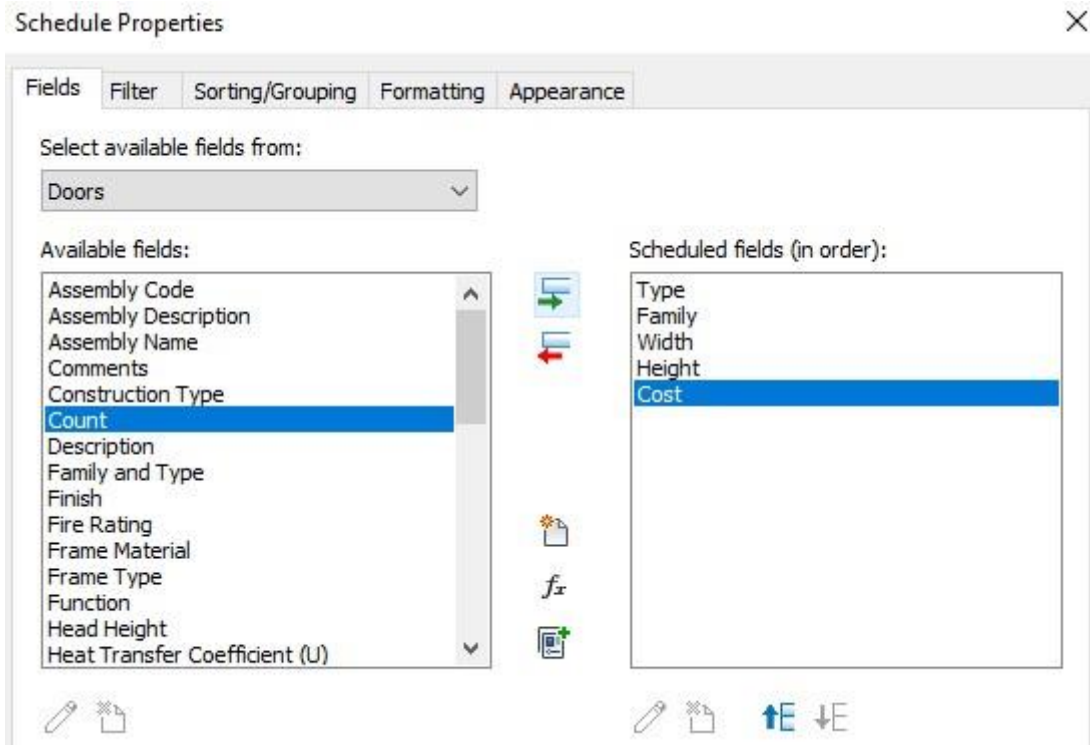 Schedule Properties
Fields Filter Sorting/Grouping Formatting Appearance
Select available fields from:
Doors
Available fields:
Assembly Code
Assembly Description
Assembly Name
Comments
Construction Type
Count
Description
Family and Type
Finish
Fire Rating
Frame Material
Frame Type
Function
Head Height
Heat Transfer Coefficient (U)
fx
Scheduled fields (in order):
Type
Family
Width
Height
Cost